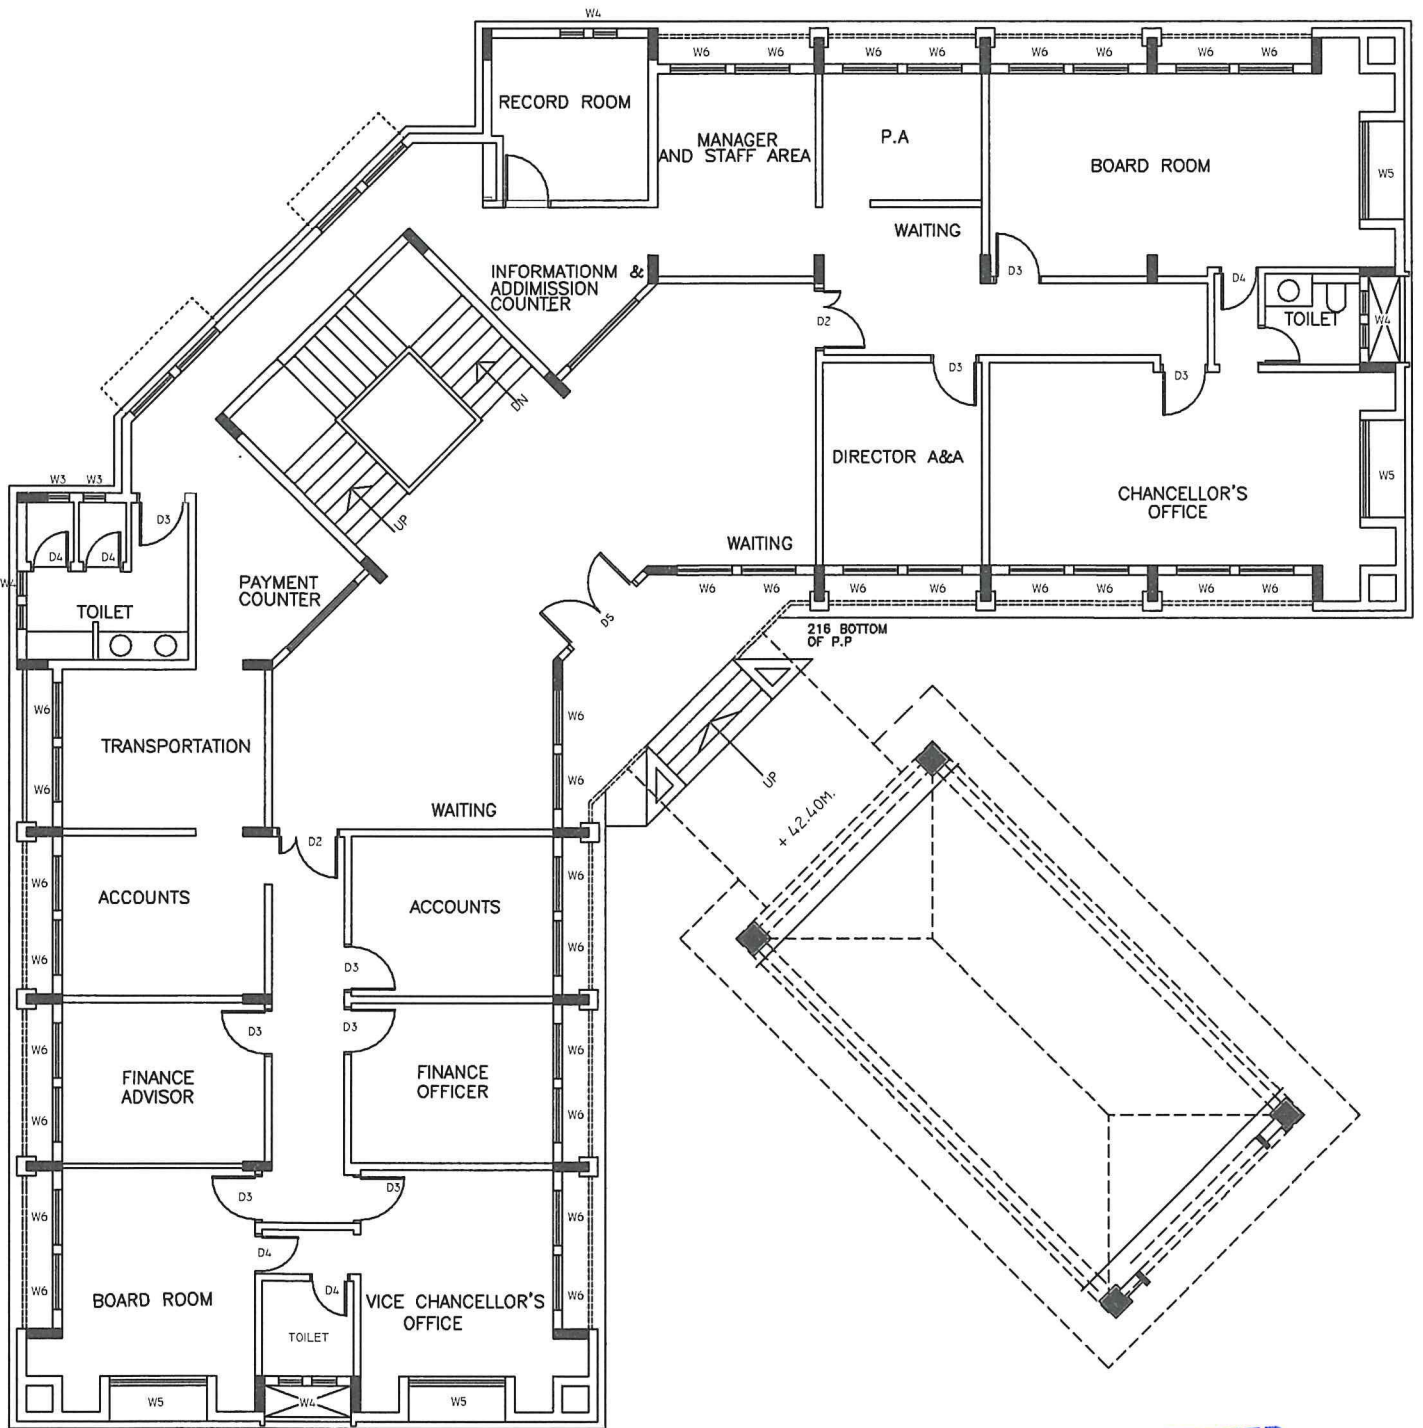 W4
W6 W6 W6 W6 W6 W6 W6 W6
RECORD ROOM
MANAGER
AND STAFF AREA
P.A
BOARD ROOM
W5
WAITING
INFORMATIONM &
ADDIMISSION
COUNTER
D3
D4
TOILET
W4
D2
D3
D3
DN
DIRECTOR A&A
CHANCELLOR'S
OFFICE
W5
W3 W3
D3
UP
D4 D4
WAITING
W4
PAYMENT
COUNTER
TOILET
D5
W6 W6 W6 W6 W6 W6 W6 W6
216 BOTTOM
OF P.P
W6
W6
TRANSPORTATION
UP
W6
W6
WAITING
+ 42.40M.
D2
W6
W6
ACCOUNTS
ACCOUNTS
W6
W6
D3
D3
D3
W6
W6
FINANCE
ADVISOR
FINANCE
OFFICER
W6
W6
D3
D3
W6
W6
D4
D4
W6
W6
BOARD ROOM
VICE CHANCELLOR'S
OFFICE
TOILET
W5
W4
W5